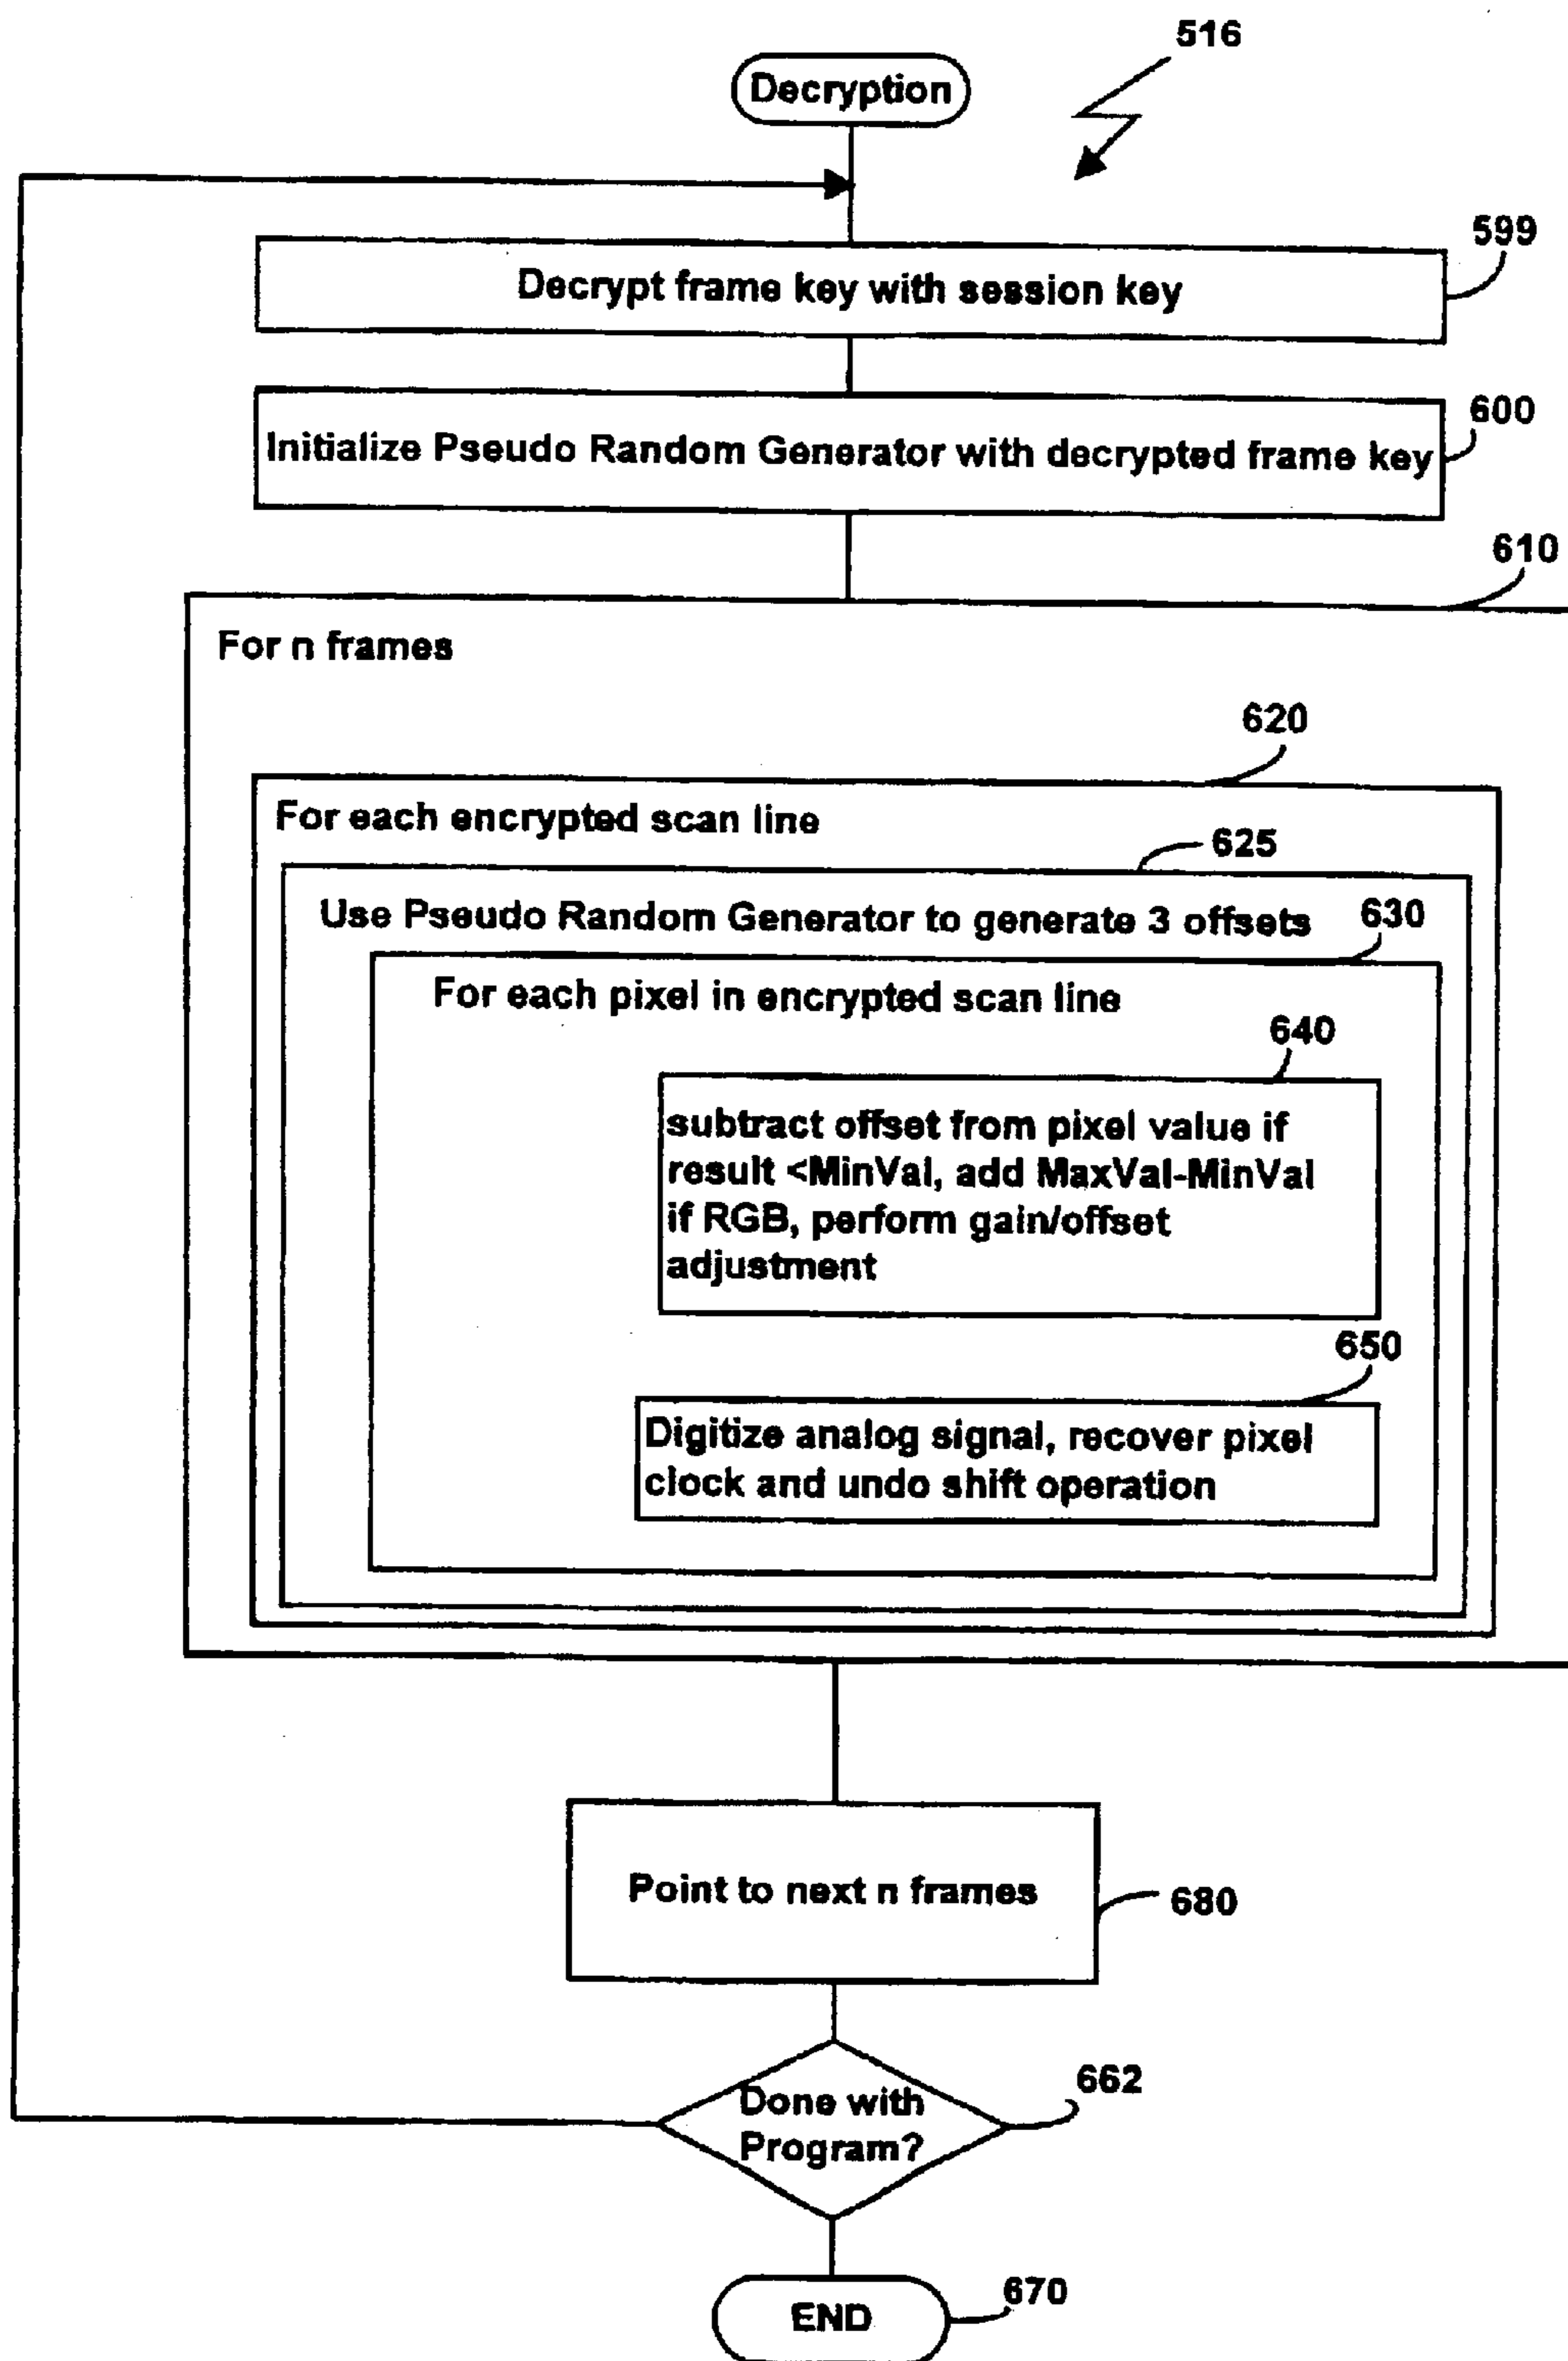 516
Decryption
599
Decrypt frame key with session key
600
Initialize Pseudo Random Generator with decrypted frame key
610
For n frames
620
For each encrypted scan line
625
Use Pseudo Random Generator to generate 3 offsets
630
For each pixel in encrypted scan line
640
subtract offset from pixel value if
result <MinVal, add MaxVal-MinVal
if RGB, perform gain/offset
adjustment
650
Digitize analog signal, recover pixel
clock and undo shift operation
Point to next n frames
680
662
Done with
Program?
670
END